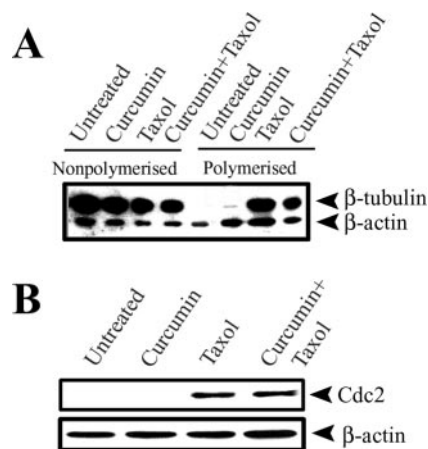 A
Untreated
Curcumin
Taxol
Curcumin+Taxol
Untreated
Curcumin
Taxol
Curcumin+Taxol
Nonpolymerised
Polymerised
β-tubulin
β-actin
B
Untreated
Curcumin
Taxol
Curcumin+
Taxol
Cdc2
β-actin